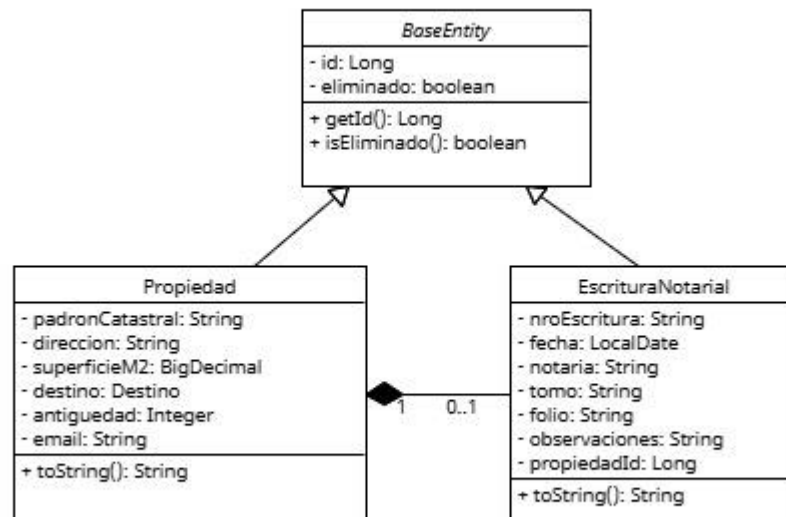 BaseEntity
- id: Long
- eliminado: boolean
+ getId(): Long
+ isEliminado(): boolean
Propiedad
- padronCatastral: String
- direccion: String
- superficieM2: BigDecimal
- destino: Destino
- antiguedad: Integer
- email: String
+ toString(): String
1
0..1
EscrituraNotarial
- nroEscritura: String
- fecha: LocalDate
- notaria: String
- tomo: String
- folio: String
- observaciones: String
- propiedadId: Long
+ toString(): String